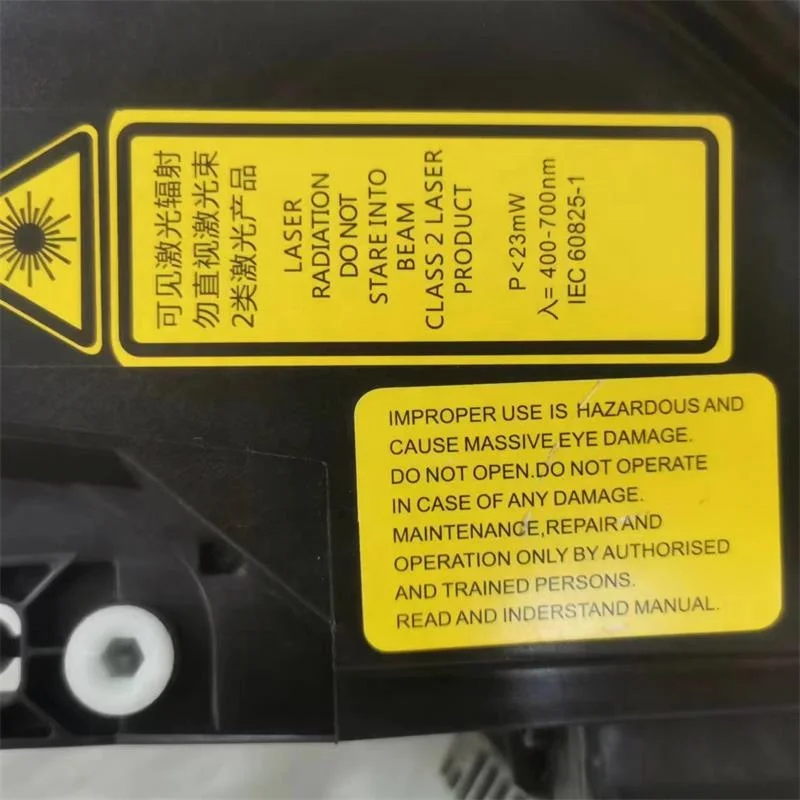 可见激光辐射
勿直视激光束
2类激光产品
LASER
RADIATION
DO NOT
STARE INTO
BEAM
CLASS 2 LASER
PRODUCT
P<23mW
入= 400-700nm
IEC 60825-1
IMPROPER USE IS HAZARDOUS AND
CAUSE MASSIVE EYE DAMAGE.
DO NOT OPEN.DO NOT OPERATE
IN CASE OF ANY DAMAGE.
MAINTENANCE,REPAIR AND
OPERATION ONLY BY AUTHORISED
AND TRAINED PERSONS.
READ AND INDERSTAND MANUAL.